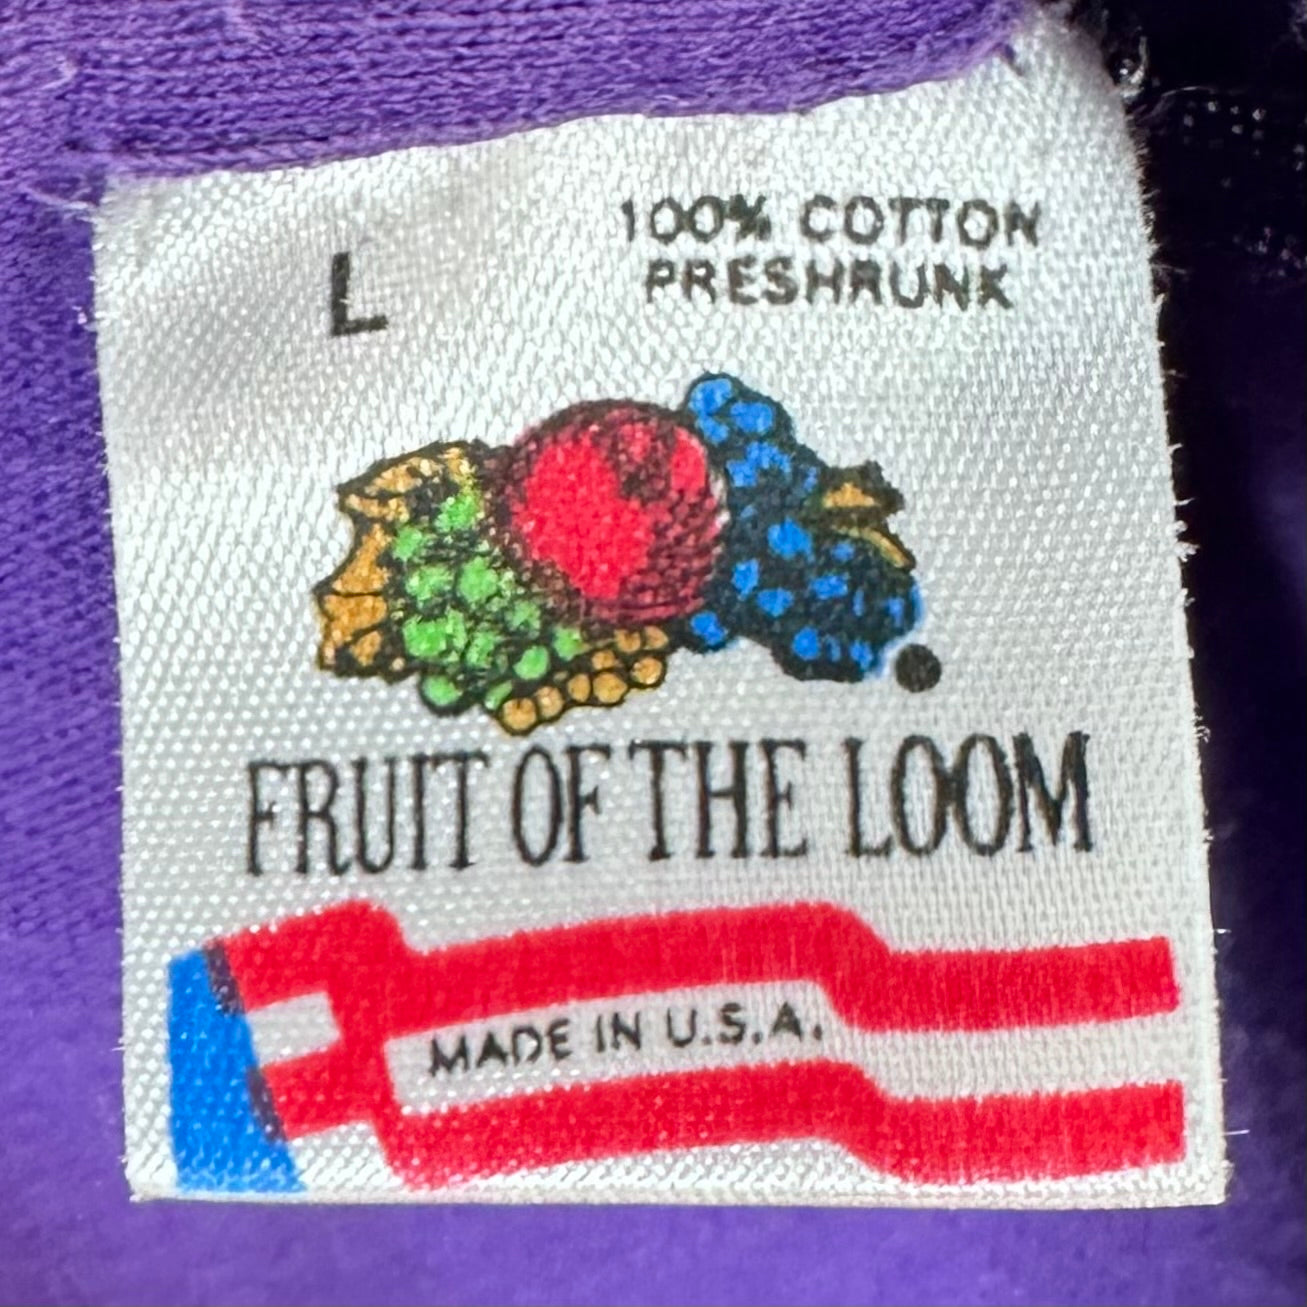 L
100% COTTON
PRESHRUNK
FRUIT OF THE LOOM
MADE IN U.S.A.